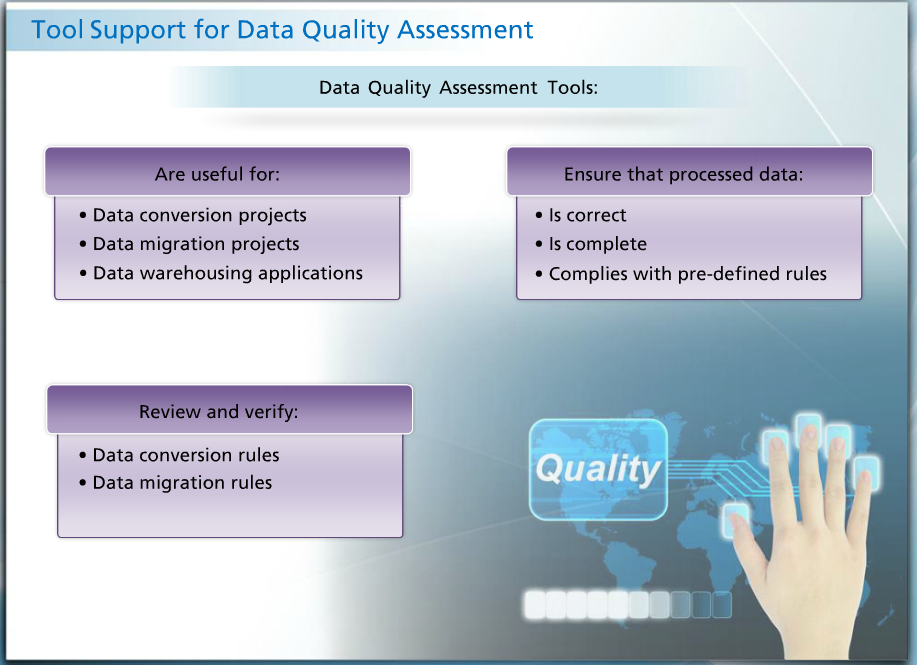 Tool Support for Data Quality Assessment
Data Quality Assessment Tools:
Are useful for:
• Data conversion projects
• Data migration projects
• Data warehousing applications
Ensure that processed data:
• Is correct
• Is complete
• Complies with pre-defined rules
Review and verify:
• Data conversion rules
• Data migration rules
Quality